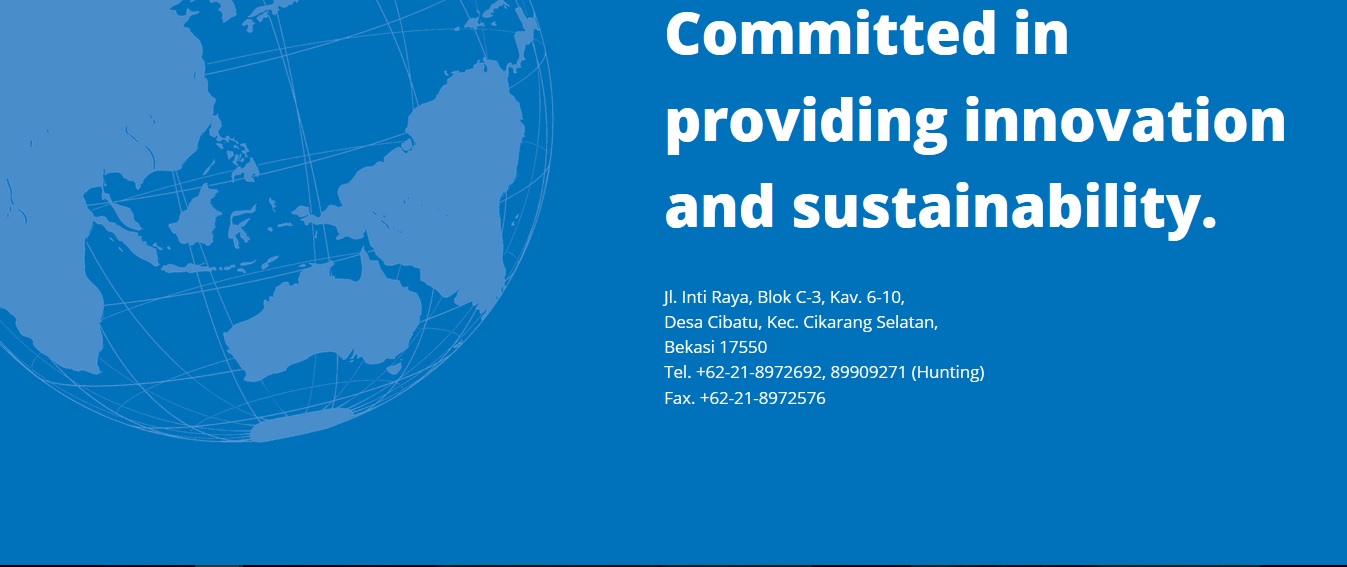 Committed in
providing innovation
and sustainability.
Jl. Inti Raya, Blok C-3, Kav. 6-10,
Desa Cibatu, Kec. Cikarang Selatan,
Bekasi 17550
Tel. +62-21-8972692, 89909271 (Hunting)
Fax. +62-21-8972576